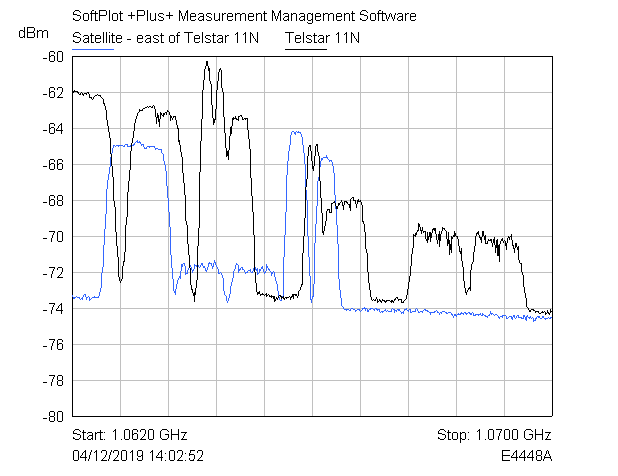 SoftPlot +Plus+ Measurement Management Software
dBm
Satellite - east of Telstar 11N Telstar 11N
-60
-62
-64
-66
-68
-70
-72
-74
-76
-78
-80
Start: 1.0620 GHz Stop: 1.0700 GHz
04/12/2019 14:02:52 E4448A